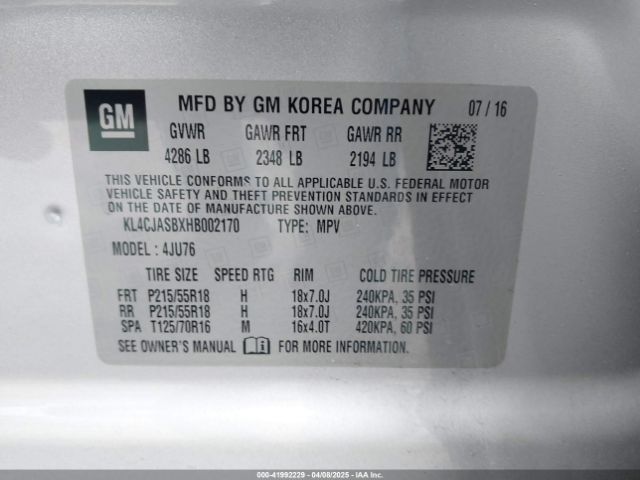 GM
MFD BY GM KOREA COMPANY 07 / 16
GVWR GAWR FRT GAWR RR
4286 LB 2348 LB 2194 LB
THIS VEHICLE CONFORMS TO ALL APPLICABLE U.S. FEDERAL MOTOR
VEHICLE SAFETY AND THEFT PREVENTION STANDARDS IN EFFECT ON
THE DATE OF MANUFACTURE SHOWN ABOVE.
KL4CJASBXHB002170 TYPE: MPV
MODEL : 4JU76
TIRE SIZE SPEED RTG RIM COLD TIRE PRESSURE
FRT P215/55R18 H 18x7.0J 240KPA, 35 PSI
RR P215/55R18 H 18x7.0J 240KPA, 35 PSI
SPA T125/70R16 M 16x4.0T 420KPA, 60 PSI
SEE OWNER'S MANUAL FOR MORE INFORMATION.
000-41992229 - 04/08/2025 - IAA Inc.